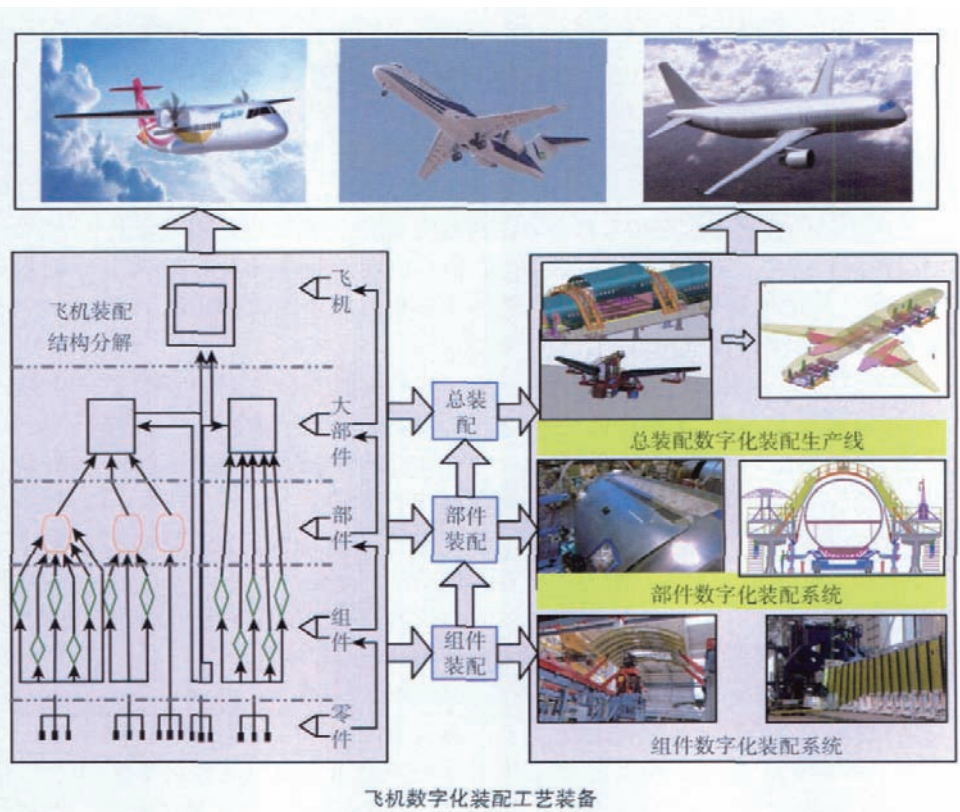 飞机装配
结构分解
飞
机
大
部
件
部
件
组
件
零
件
总装
配
部件
装配
组件
装配
总装配数字化装配生产线
部件数字化装配系统
组件数字化装配系统
飞机数字化装配工艺装备